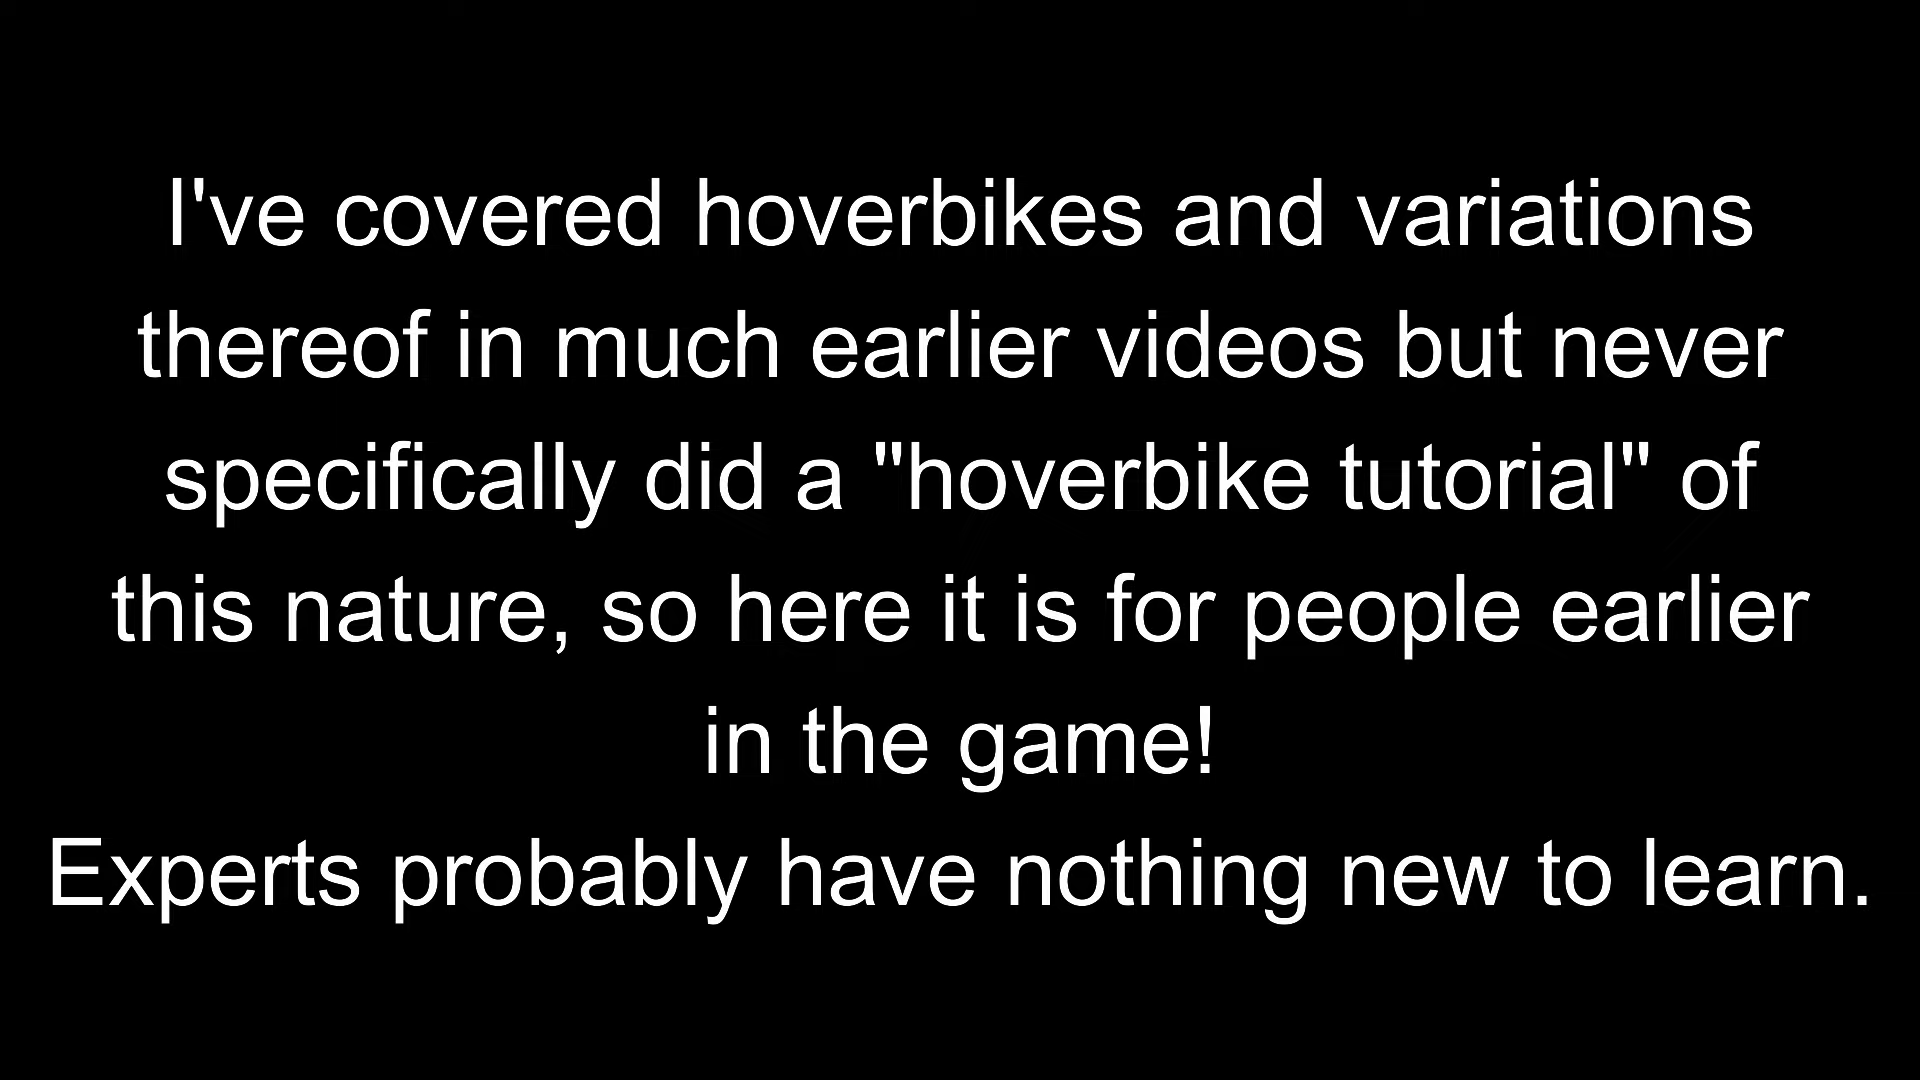 I've covered hoverbikes and variations
thereof in much earlier videos but never
specifically did a "hoverbike tutorial" of
this nature, so here it is for people earlier
in the game!
Experts probably have nothing new to learn.